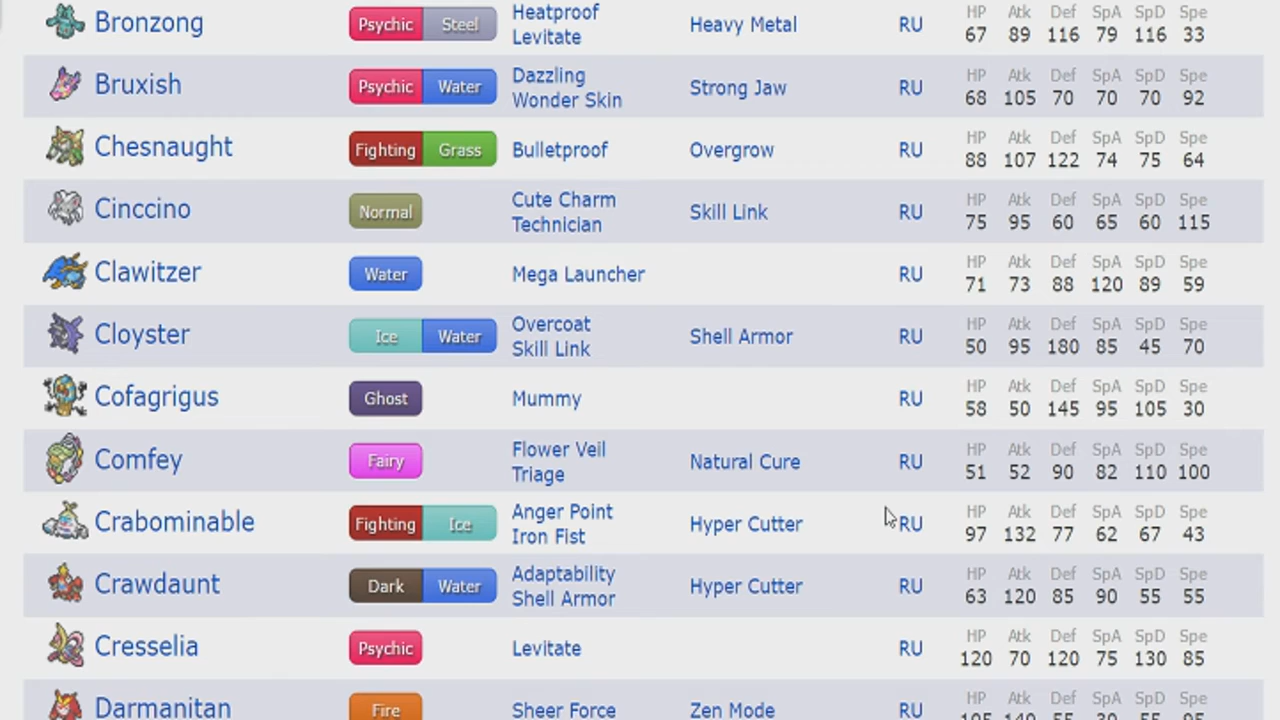 Bronzong Psychic Steel Heatproof Levitate Heavy Metal RU HP 67 Atk 89 Def 116 SpA 79 SpD 116 Spe 33
Bruxish Psychic Water Dazzling Wonder Skin Strong Jaw RU HP 68 Atk 105 Def 70 SpA 70 SpD 70 Spe 92
Chesnaught Fighting Grass Bulletproof Overgrow RU HP 88 Atk 107 Def 122 SpA 74 SpD 75 Spe 64
Cinccino Normal Cute Charm Technician Skill Link RU HP 75 Atk 95 Def 60 SpA 65 SpD 60 Spe 115
Clawitzer Water Mega Launcher RU HP 71 Atk 73 Def 88 SpA 120 SpD 89 Spe 59
Cloyster Ice Water Overcoat Skill Link Shell Armor RU HP 50 Atk 95 Def 180 SpA 85 SpD 45 Spe 70
Cofagrigus Ghost Mummy RU HP 58 Atk 50 Def 145 SpA 95 SpD 105 Spe 30
Comfey Fairy Flower Veil Triage Natural Cure RU HP 51 Atk 52 Def 90 SpA 82 SpD 110 Spe 100
Crabominable Fighting Ice Anger Point Iron Fist Hyper Cutter RU HP 97 Atk 132 Def 77 SpA 62 SpD 67 Spe 43
Crawdaunt Dark Water Adaptability Shell Armor Hyper Cutter RU HP 63 Atk 120 Def 85 SpA 90 SpD 55 Spe 55
Cresselia Psychic Levitate RU HP 120 Atk 70 Def 120 SpA 75 SpD 130 Spe 85
Darmanitan Fire Sheer Force Zen Mode RU HP Atk Def SpA SpD Spe